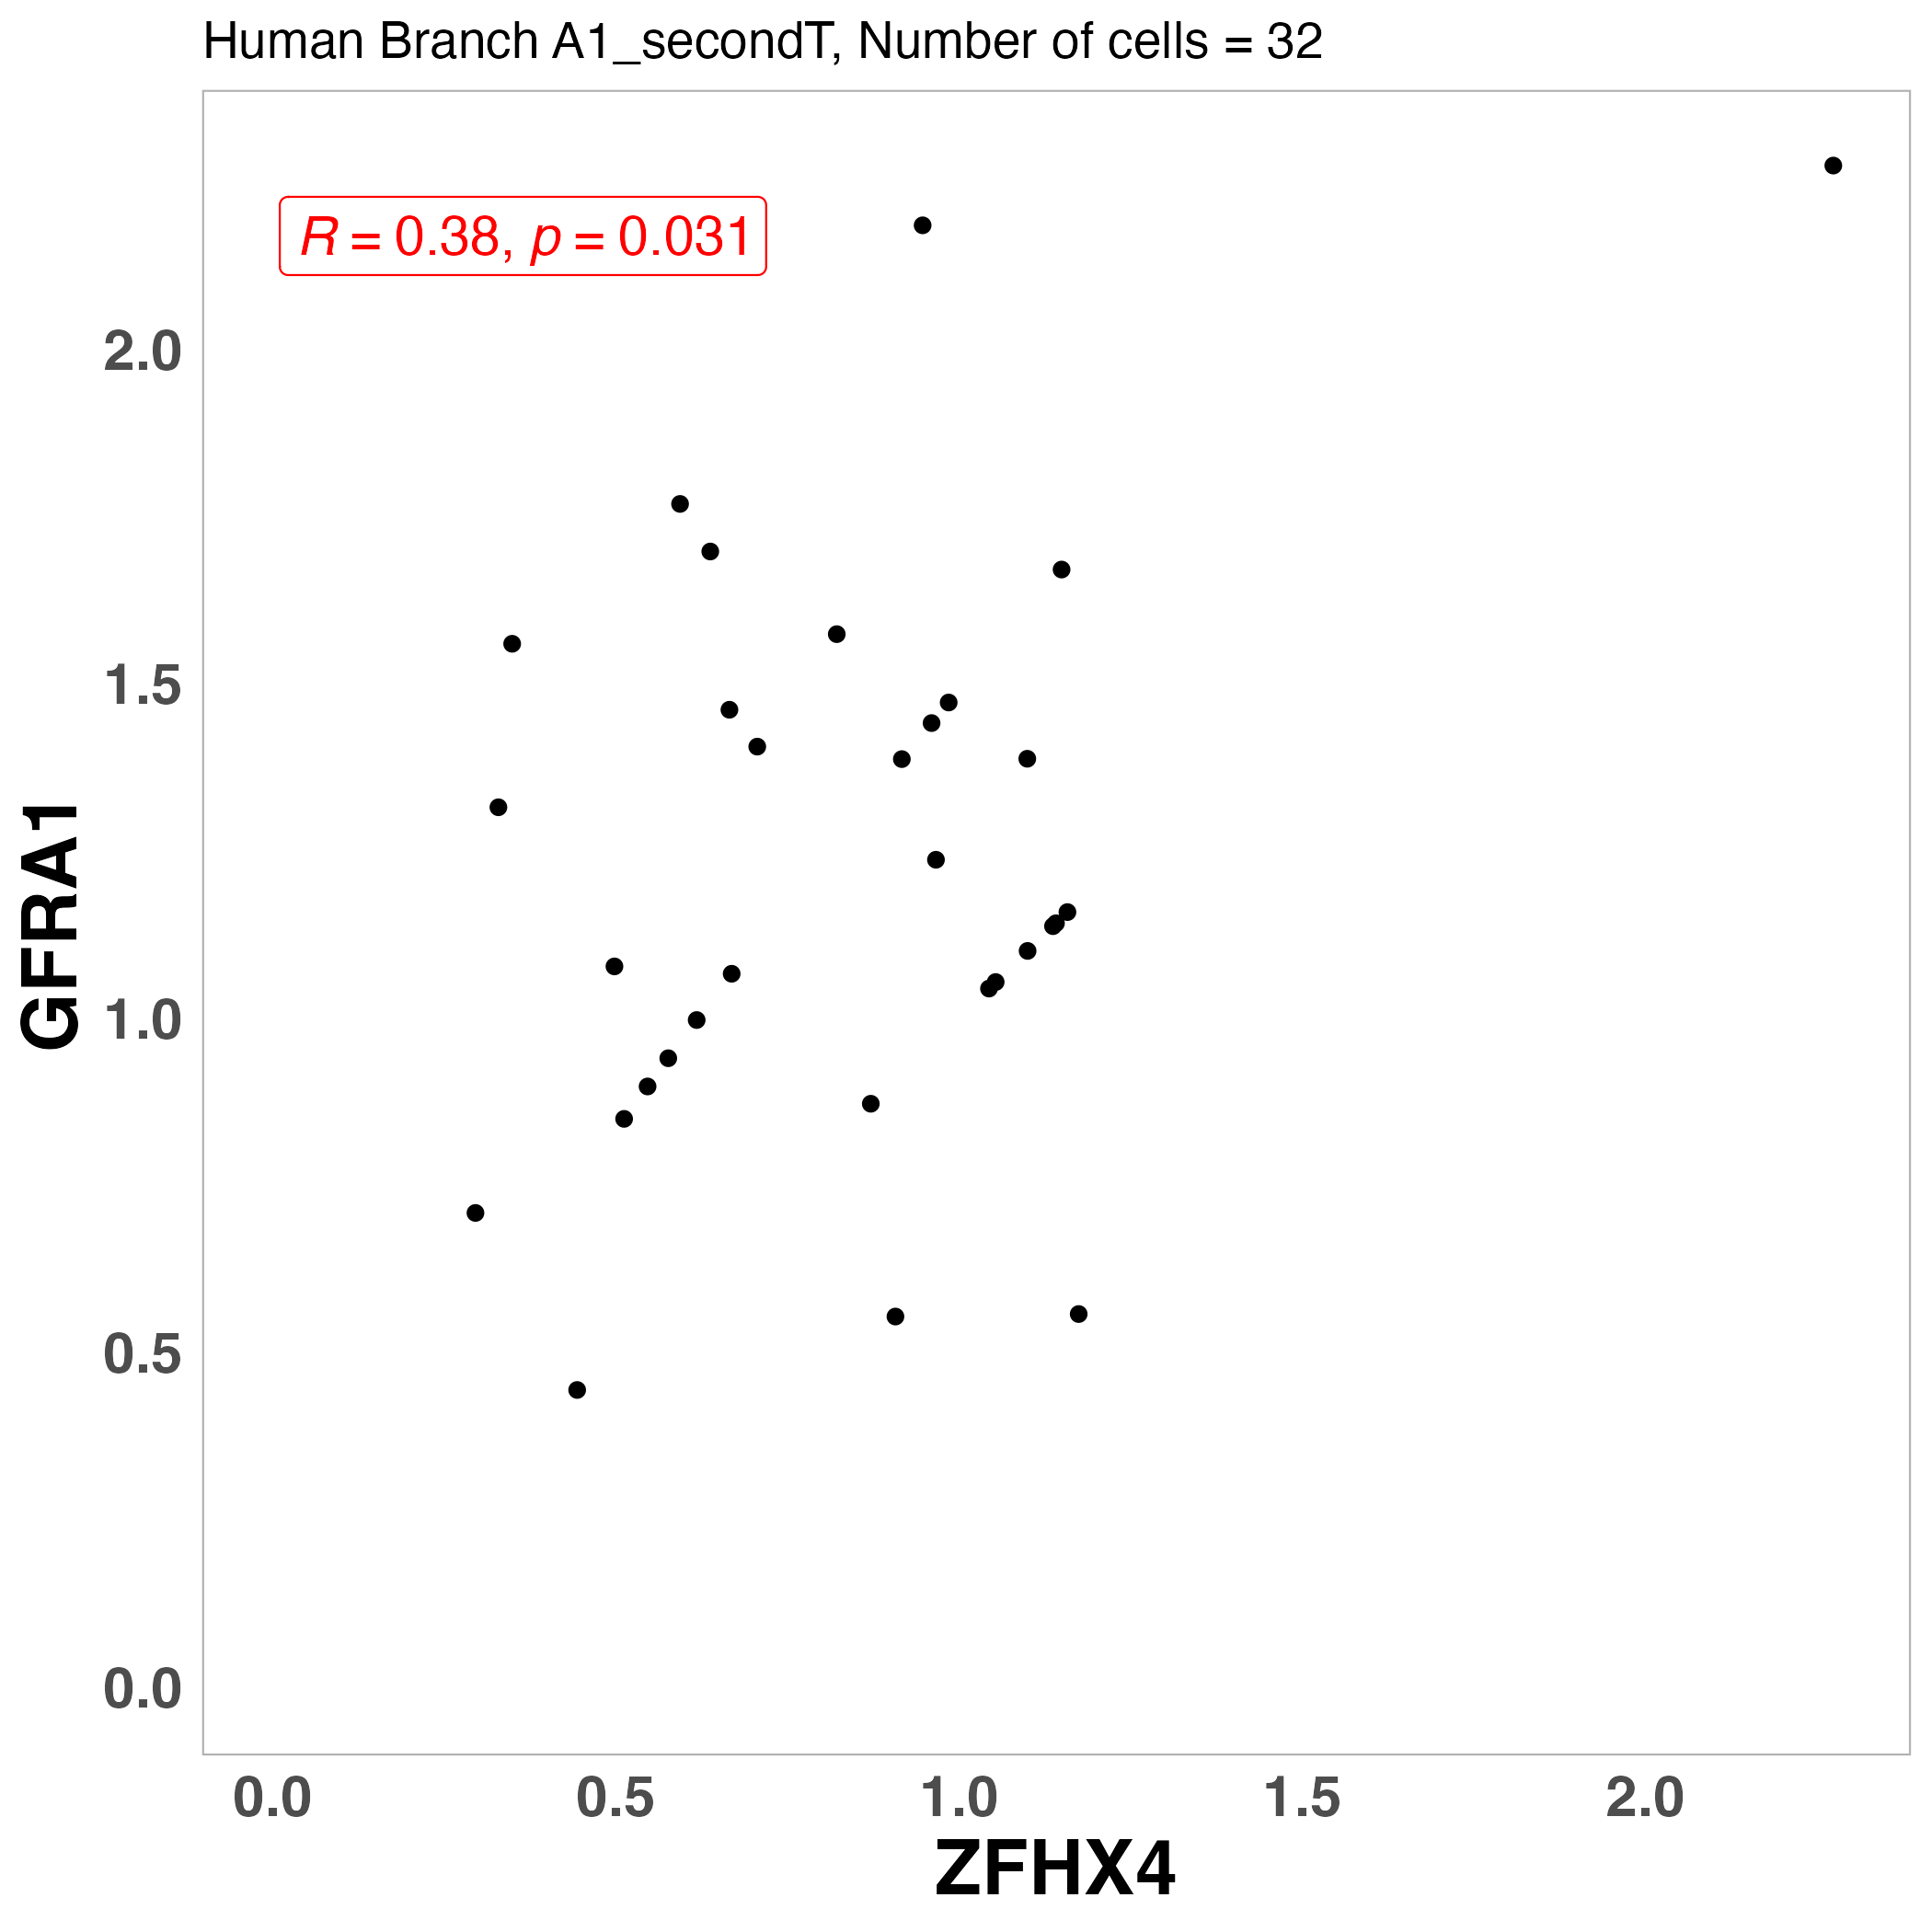 Human Branch A1_secondT, Number of cells = 32
R = 0.38, p = 0.031
2.0
1.5
1.0
0.5
0.0
GFRA1
0.0 0.5 1.0 1.5 2.0
ZFHX4